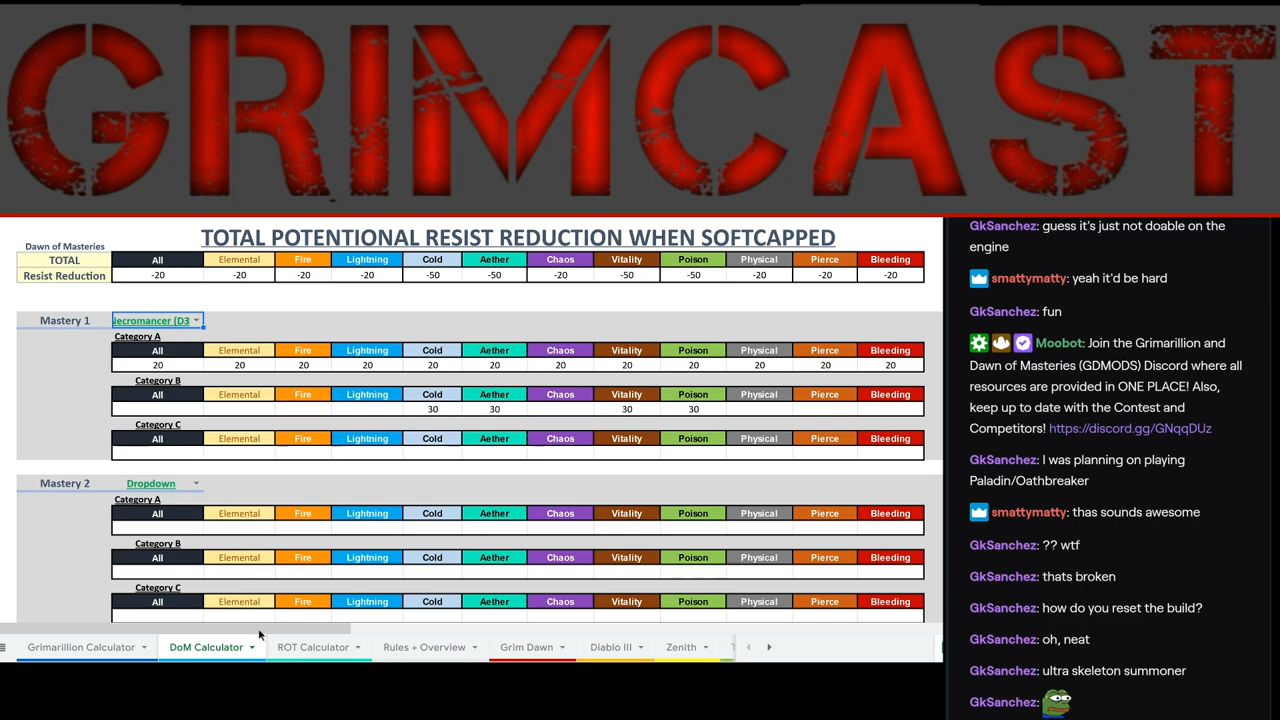 GRIMCAST
TOTAL POTENTIAL RESIST REDUCTION WHEN SOFTCAPPED
Dawn of Masteries
TOTAL All Elemental Fire Lightning Cold Aether Chaos Vitality Poison Physical Pierce Bleeding
Resist Reduction -20 -20 -20 -20 -50 -50 -20 -50 -50 -20 -20 -20
Mastery 1 Necromancer (D3
Category A
All Elemental Fire Lightning Cold Aether Chaos Vitality Poison Physical Pierce Bleeding
20 20 20 20 20 20 20 20 20 20 20 20
Category B
All Elemental Fire Lightning Cold Aether Chaos Vitality Poison Physical Pierce Bleeding
30 30 30 30
Category C
All Elemental Fire Lightning Cold Aether Chaos Vitality Poison Physical Pierce Bleeding
Mastery 2 Dropdown
Category A
All Elemental Fire Lightning Cold Aether Chaos Vitality Poison Physical Pierce Bleeding
Category B
All Elemental Fire Lightning Cold Aether Chaos Vitality Poison Physical Pierce Bleeding
Category C
All Elemental Fire Lightning Cold Aether Chaos Vitality Poison Physical Pierce Bleeding
Grimarillion Calculator DoM Calculator ROT Calculator Rules + Overview Grim Dawn Diablo III Zenith
GkSanchez: guess it's just not doable on the
engine
smattymatty: yeah it'd be hard
GkSanchez: fun
Moobot: Join the Grimarillion and
Dawn of Masteries (GDMODS) Discord where all
resources are provided in ONE PLACE! Also,
keep up to date with the Contest and
Competitors! https://discord.gg/GNqqDUz
GkSanchez: I was planning on playing
Paladin/Oathbreaker
smattymatty: thas sounds awesome
GkSanchez: ?? wtf
GkSanchez: thats broken
GkSanchez: how do you reset the build?
GkSanchez: oh, neat
GkSanchez: ultra skeleton summoner
GkSanchez: